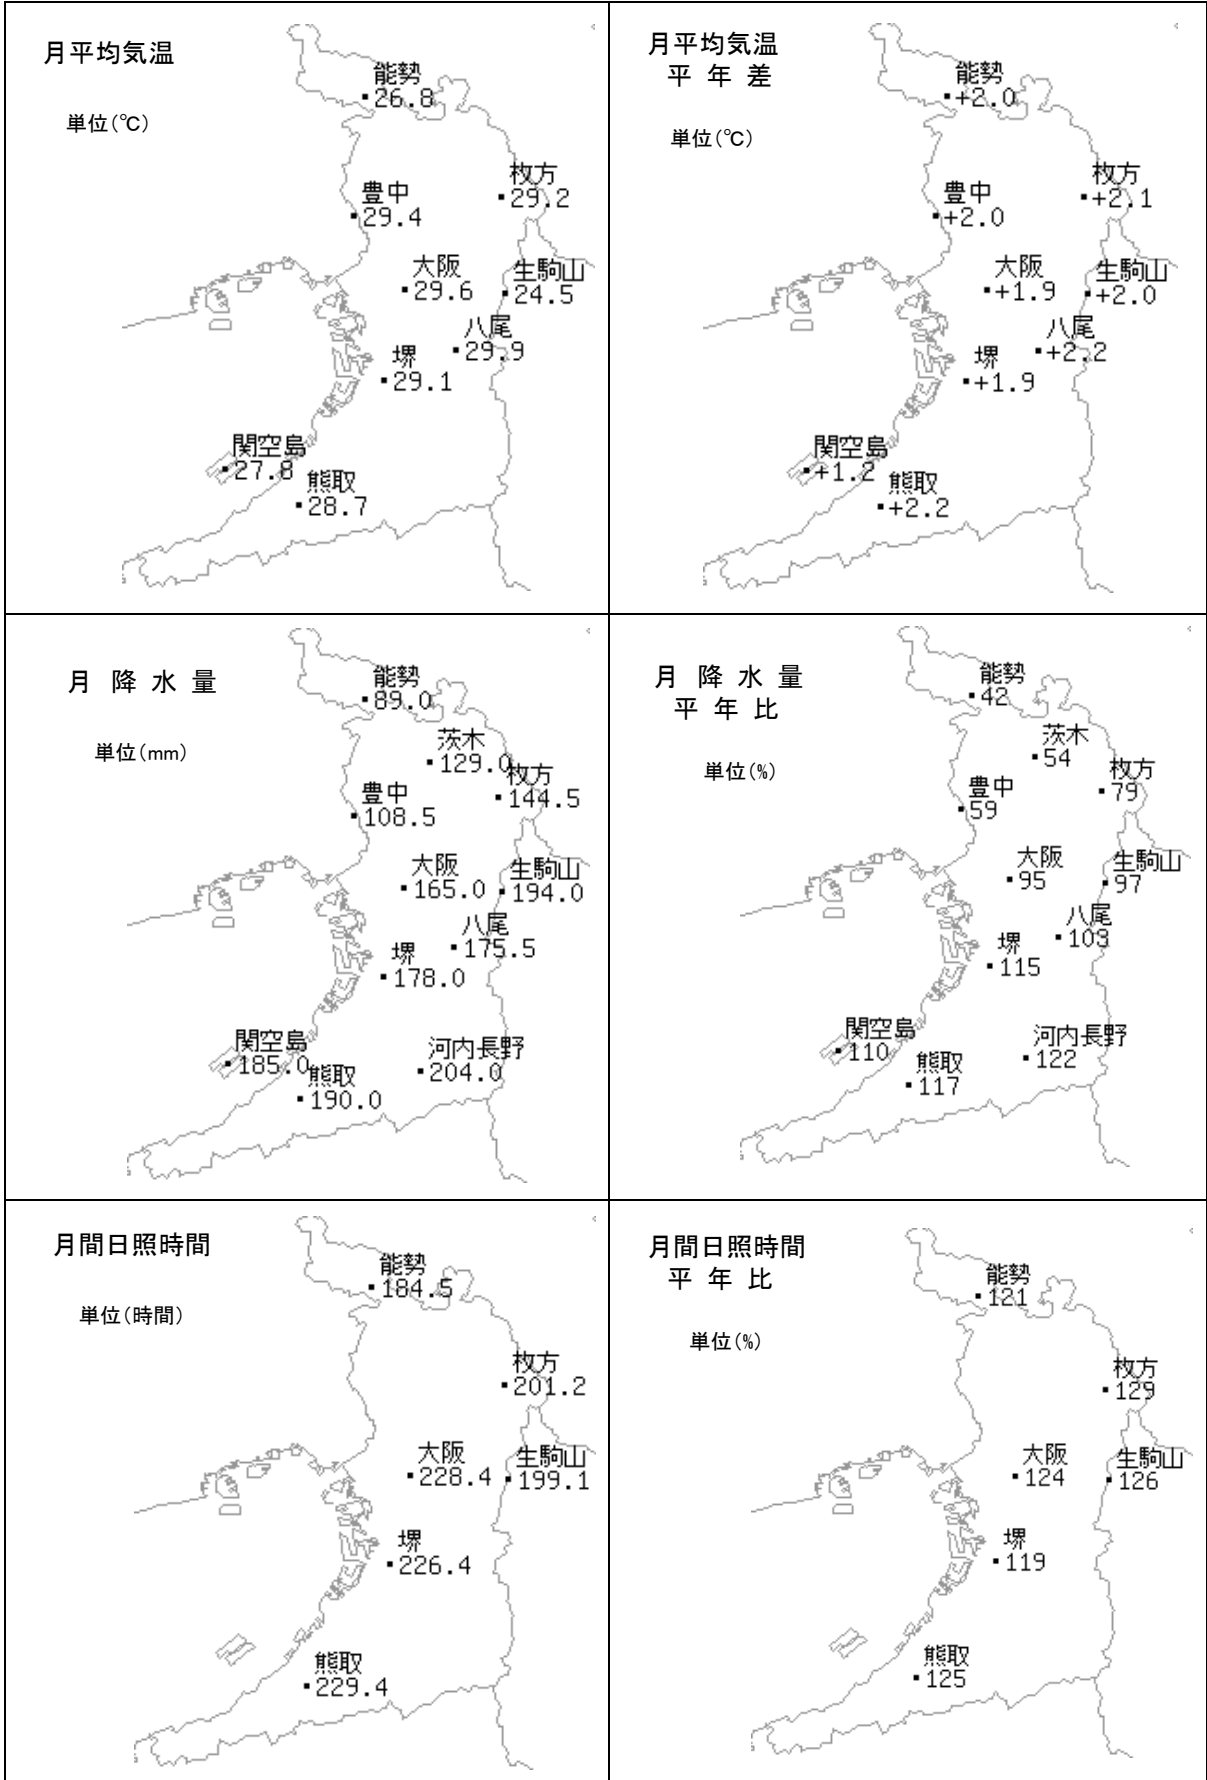 月平均気温
単位(℃)
能勢
26.8
枚方
29.2
豊中
29.4
大阪
29.6
生駒山
24.5
八尾
29.9
堺
29.1
関空島
27.8
熊取
28.7
月平均気温
平年差
単位(℃)
能勢
+2.0
枚方
+2.1
豊中
+2.0
大阪
+1.9
生駒山
+2.0
八尾
+2.2
堺
+1.9
関空島
+1.2
熊取
+2.2
月降水量
単位(mm)
能勢
89.0
茨木
129.0
枚方
144.5
豊中
108.5
大阪
165.0
生駒山
194.0
八尾
175.5
堺
178.0
関空島
185.0
河内長野
204.0
熊取
190.0
月降水量
平年比
単位(%)
能勢
42
茨木
54
枚方
79
豊中
59
大阪
95
生駒山
97
八尾
103
堺
115
関空島
110
河内長野
122
熊取
117
月間日照時間
単位(時間)
能勢
184.5
枚方
201.2
大阪
228.4
生駒山
199.1
堺
226.4
熊取
229.4
月間日照時間
平年比
単位(%)
能勢
121
枚方
129
大阪
124
生駒山
126
堺
119
熊取
125